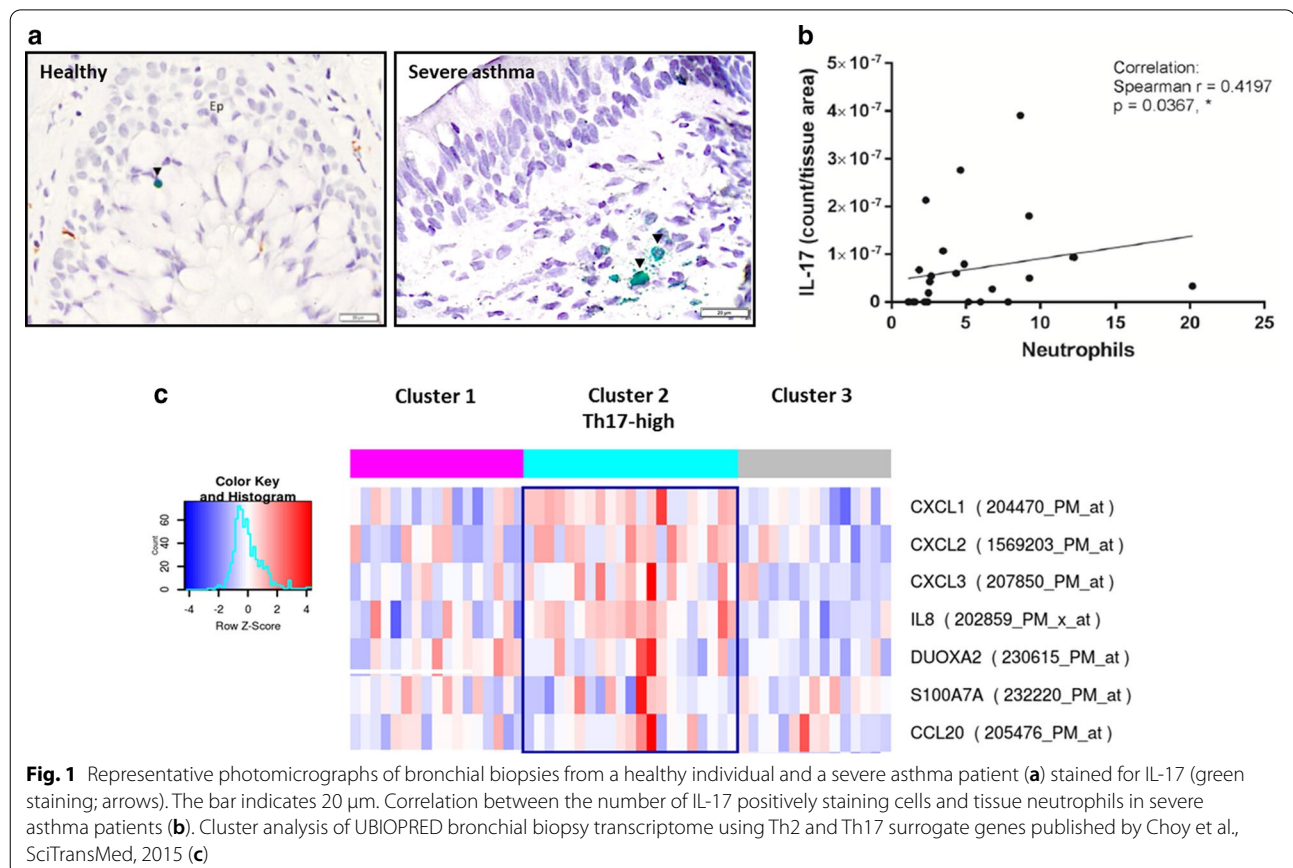 a
Healthy
Ep
20 µm
Severe asthma
20 µm
b
IL-17 (count/tissue area)
5×10⁻⁷
4×10⁻⁷
3×10⁻⁷
2×10⁻⁷
1×10⁻⁷
0
0
5
10
15
20
25
Neutrophils
Correlation:
Spearman r = 0.4197
p = 0.0367, *
c
Cluster 1
Cluster 2
Th17-high
Cluster 3
Color Key
and Histogram
Count
60
40
20
0
-4
-2
0
2
4
Row Z-Score
CXCL1 ( 204470_PM_at )
CXCL2 ( 1569203_PM_at )
CXCL3 ( 207850_PM_at )
IL8 ( 202859_PM_x_at )
DUOXA2 ( 230615_PM_at )
S100A7A ( 232220_PM_at )
CCL20 ( 205476_PM_at )
Fig. 1 Representative photomicrographs of bronchial biopsies from a healthy individual and a severe asthma patient (a) stained for IL-17 (green
staining; arrows). The bar indicates 20 µm. Correlation between the number of IL-17 positively staining cells and tissue neutrophils in severe
asthma patients (b). Cluster analysis of UBIOPRED bronchial biopsy transcriptome using Th2 and Th17 surrogate genes published by Choy et al.,
SciTransMed, 2015 (c)